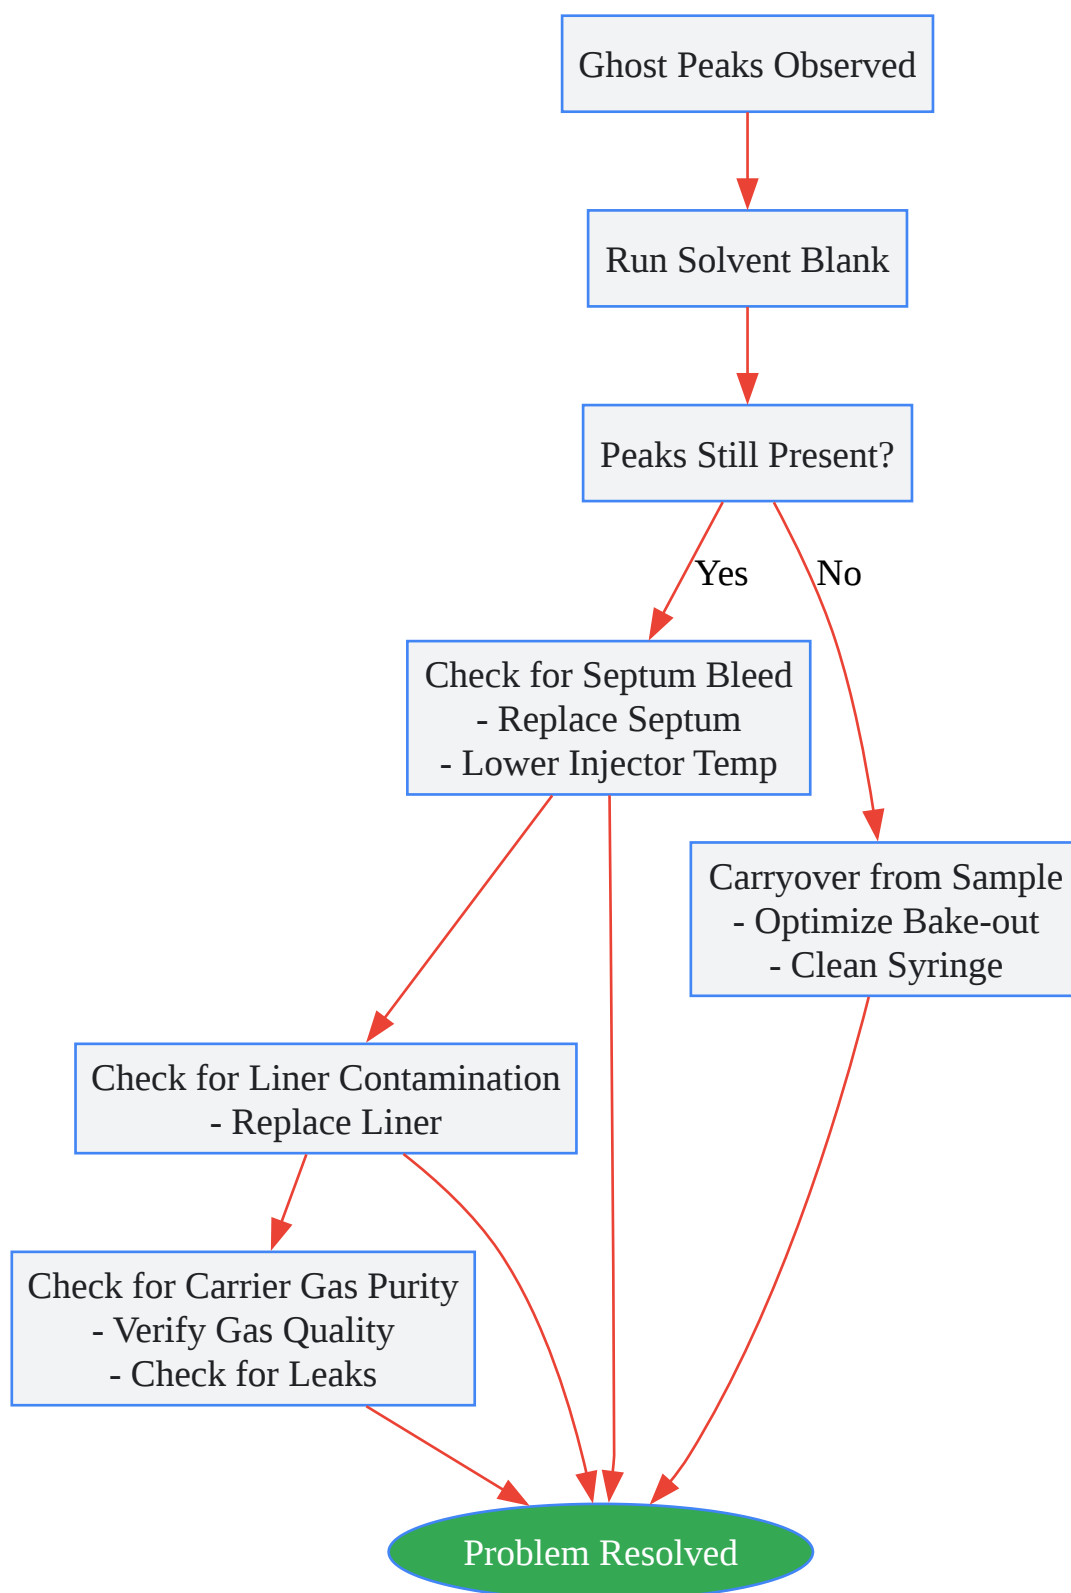 Ghost Peaks Observed
Run Solvent Blank
Peaks Still Present?
Yes
No
Check for Septum Bleed
- Replace Septum
- Lower Injector Temp
Carryover from Sample
- Optimize Bake-out
- Clean Syringe
Check for Liner Contamination
- Replace Liner
Check for Carrier Gas Purity
- Verify Gas Quality
- Check for Leaks
Problem Resolved